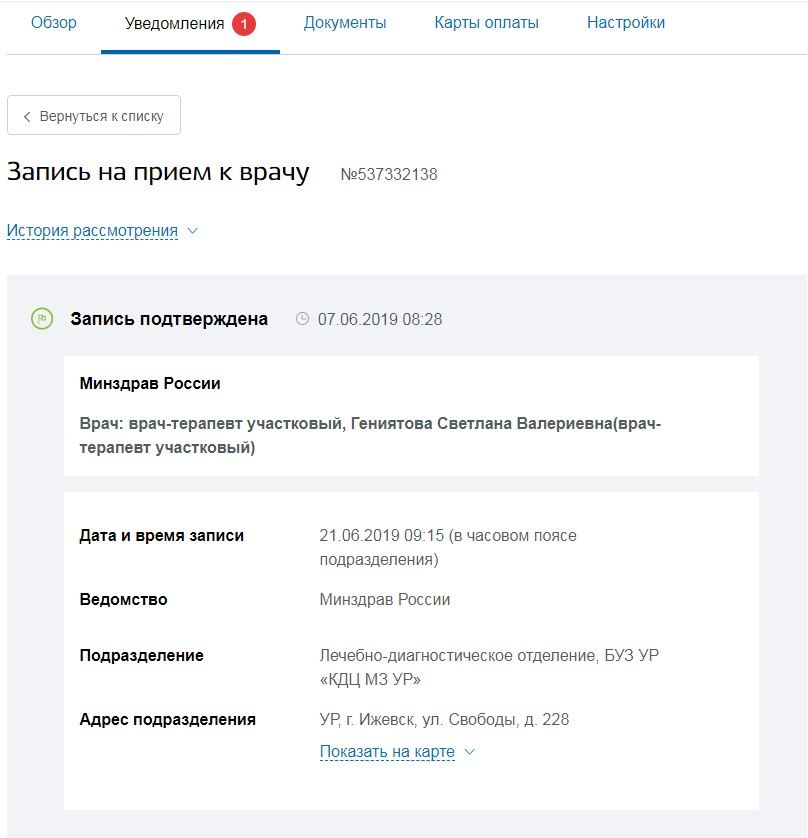 Обзор Уведомления 1 Документы Карты оплаты Настройки
Вернуться к списку
Запись на прием к врачу №537332138
История рассмотрения
Запись подтверждена 07.06.2019 08:28
Минздрав России
Врач: врач-терапевт участковый, Гениятова Светлана Валериевна(врач-
терапевт участковый)
Дата и время записи 21.06.2019 09:15 (в часовом поясе
подразделения)
Ведомство Минздрав России
Подразделение Лечебно-диагностическое отделение, БУЗ УР
«КДЦ МЗ УР»
Адрес подразделения УР, г. Ижевск, ул. Свободы, д. 228
Показать на карте